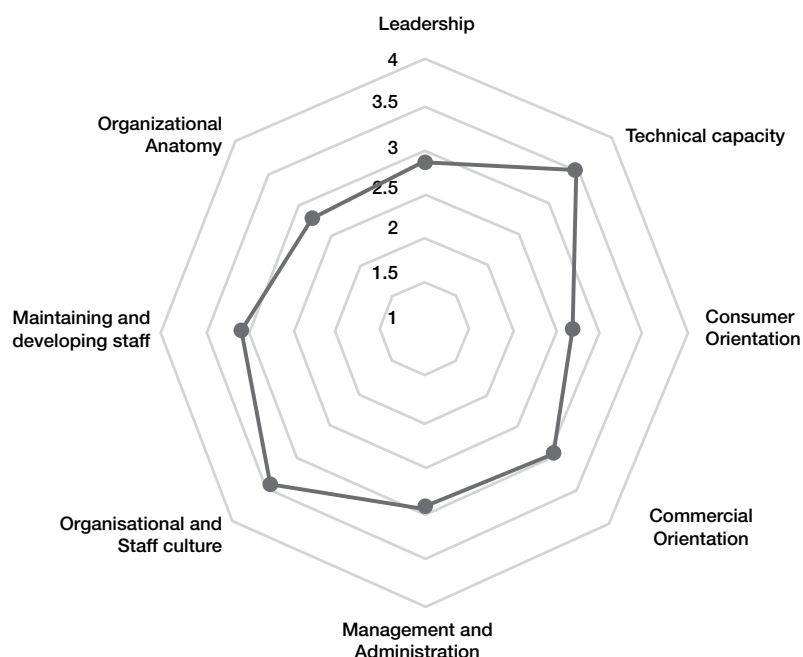 Leadership
4
3.5
3
2.5
2
1.5
1
Technical capacity
Consumer
Orientation
Commercial
Orientation
Management and
Administration
Organisational and
Staff culture
Maintaining and
developing staff
Organizational
Anatomy